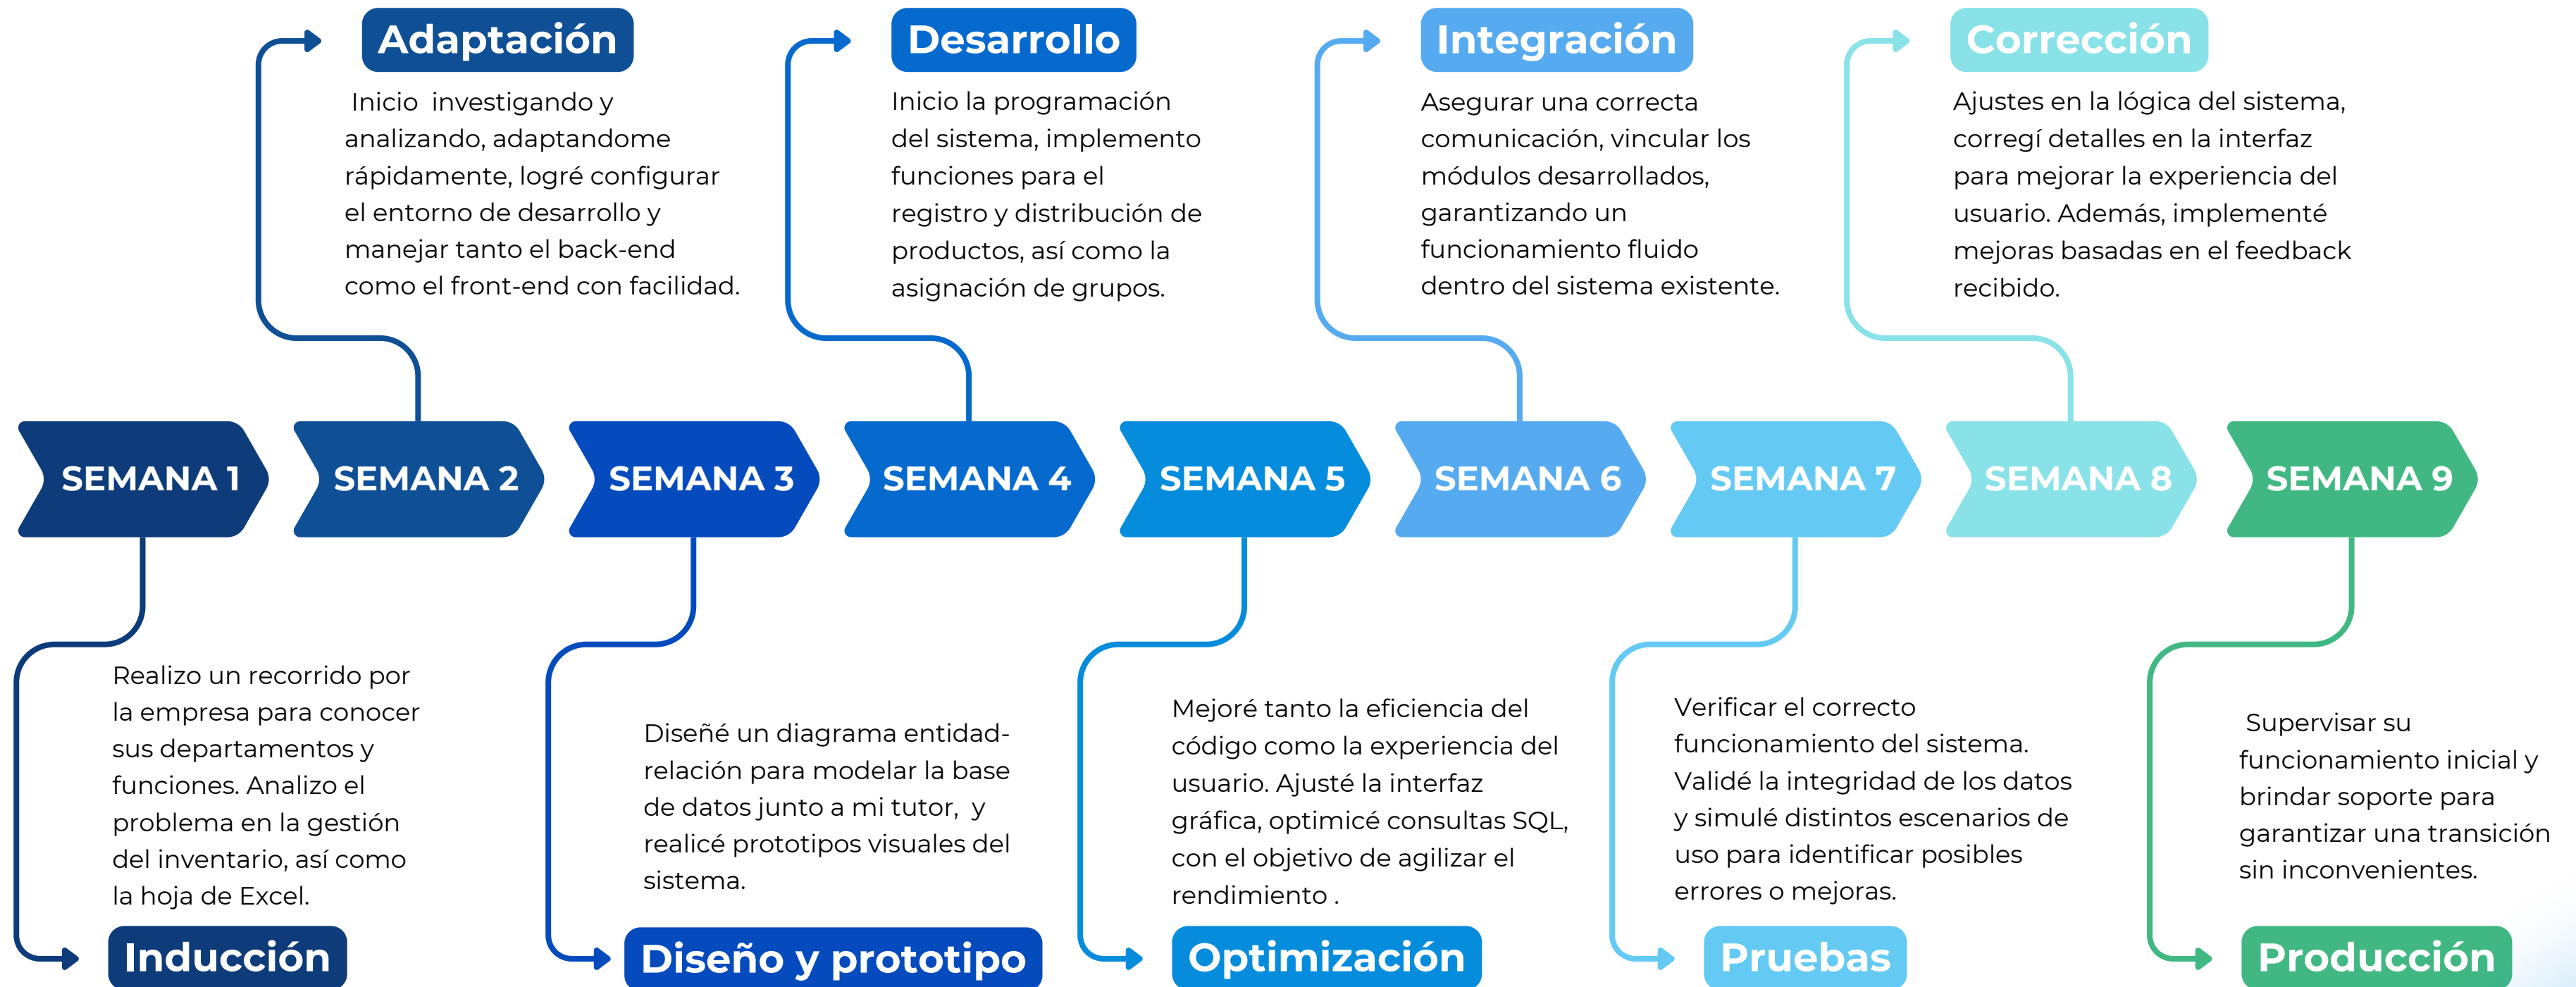 Adaptación
Inicio  investigando y
analizando, adaptandome
rápidamente, logré configurar
el entorno de desarrollo y
manejar tanto el back-end
como el front-end con facilidad.
Desarrollo
Inicio la programación
del sistema, implemento
funciones para el
registro y distribución de
productos, así como la
asignación de grupos.
Integración
Asegurar una correcta
comunicación, vincular los
módulos desarrollados,
garantizando un
funcionamiento fluido
dentro del sistema existente.
Corrección
Ajustes en la lógica del sistema,
corregí detalles en la interfaz
para mejorar la experiencia del
usuario. Además, implementé
mejoras basadas en el feedback
recibido.
SEMANA 1
SEMANA 2
SEMANA 3
SEMANA 4
SEMANA 5
SEMANA 6
SEMANA 7
SEMANA 8
SEMANA 9
Realizo un recorrido por
la empresa para conocer
sus departamentos y
funciones. Analizo el
problema en la gestión
del inventario, así como
la hoja de Excel.
Inducción
Diseñé un diagrama entidad-
relación para modelar la base
de datos junto a mi tutor,  y
realicé prototipos visuales del
sistema.
Diseño y prototipo
Mejoré tanto la eficiencia del
código como la experiencia del
usuario. Ajusté la interfaz
gráfica, optimicé consultas SQL,
con el objetivo de agilizar el
rendimiento .
Optimización
Verificar el correcto
funcionamiento del sistema.
Validé la integridad de los datos
y simulé distintos escenarios de
uso para identificar posibles
errores o mejoras.
Pruebas
Supervisar su
funcionamiento inicial y
brindar soporte para
garantizar una transición
sin inconvenientes.
Producción